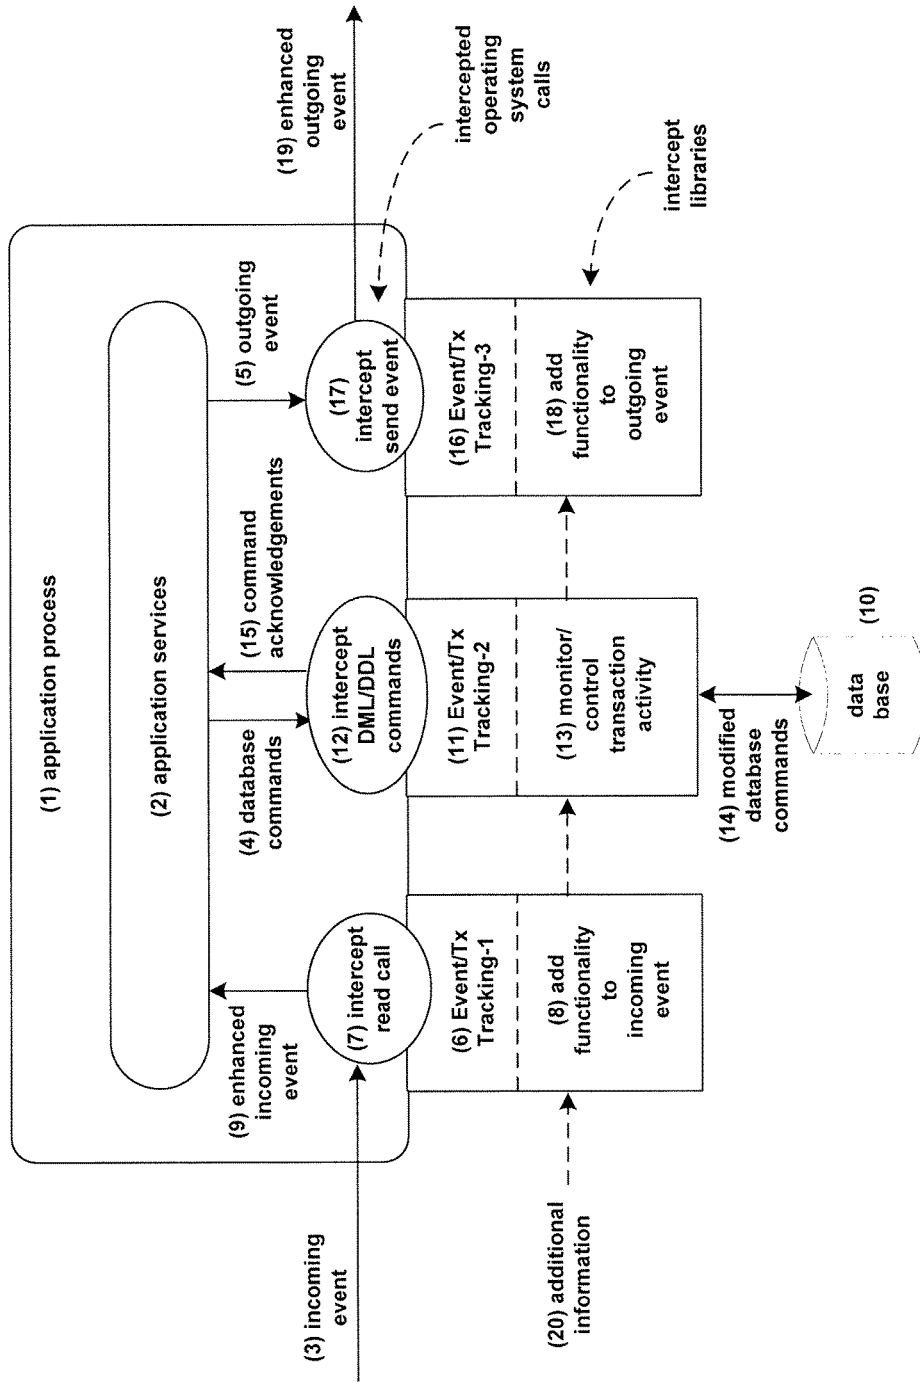 (1) application process
(2) application services
(3) incoming
event
(9) enhanced
incoming
event
(4) database
commands
(15) command
acknowledgements
(5) outgoing
event
(19) enhanced
outgoing
event
(7) intercept
read call
(12) intercept
DML/DDL
commands
(17)
intercept
send event
intercepted
operating
system
calls
(6) Event/Tx
Tracking-1
(11) Event/Tx
Tracking-2
(16) Event/Tx
Tracking-3
(20) additional
information
(8) add
functionality
to
incoming
event
(13) monitor/
control
transaction
activity
(18) add
functionality
to
outgoing
event
intercept
libraries
(14) modified
database
commands
data
base
(10)